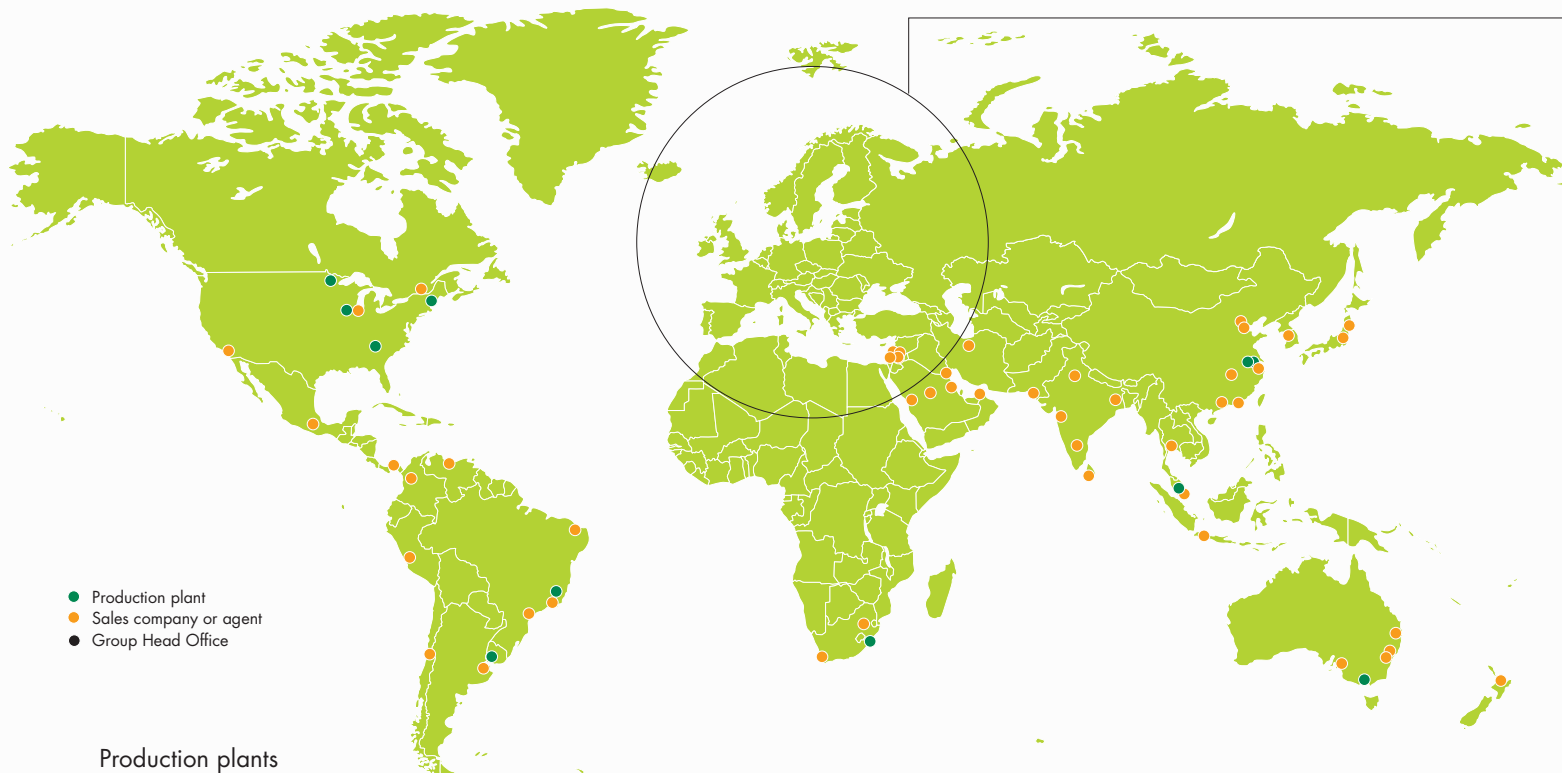 Production plant
Sales company or agent
Group Head Office
Production plants